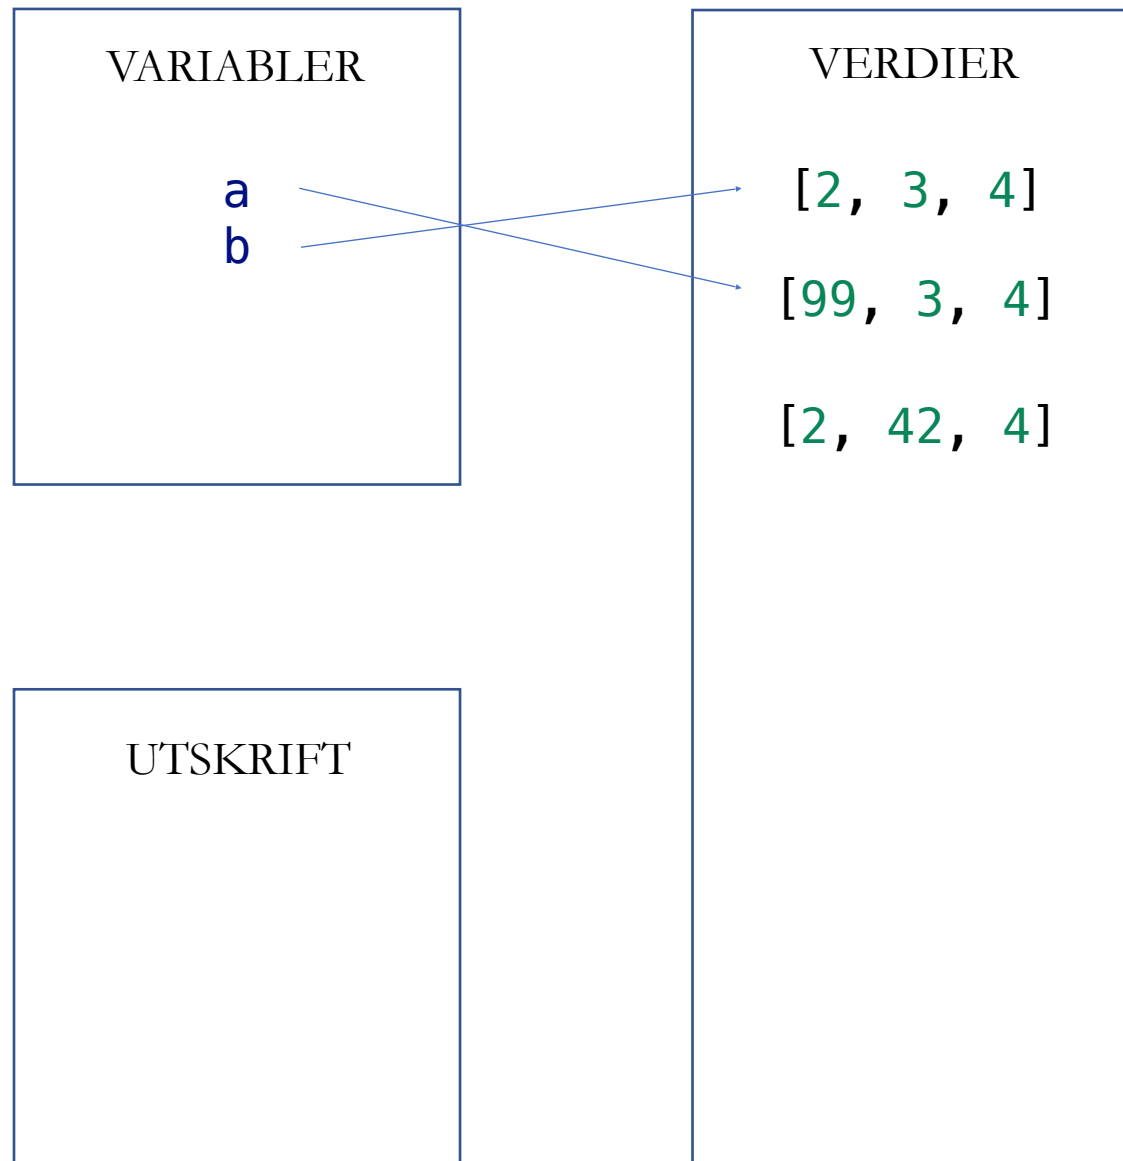 VARIABLER
a
b
VERDIER
[2, 3, 4]
[99, 3, 4]
[2, 42, 4]
UTSKRIFT